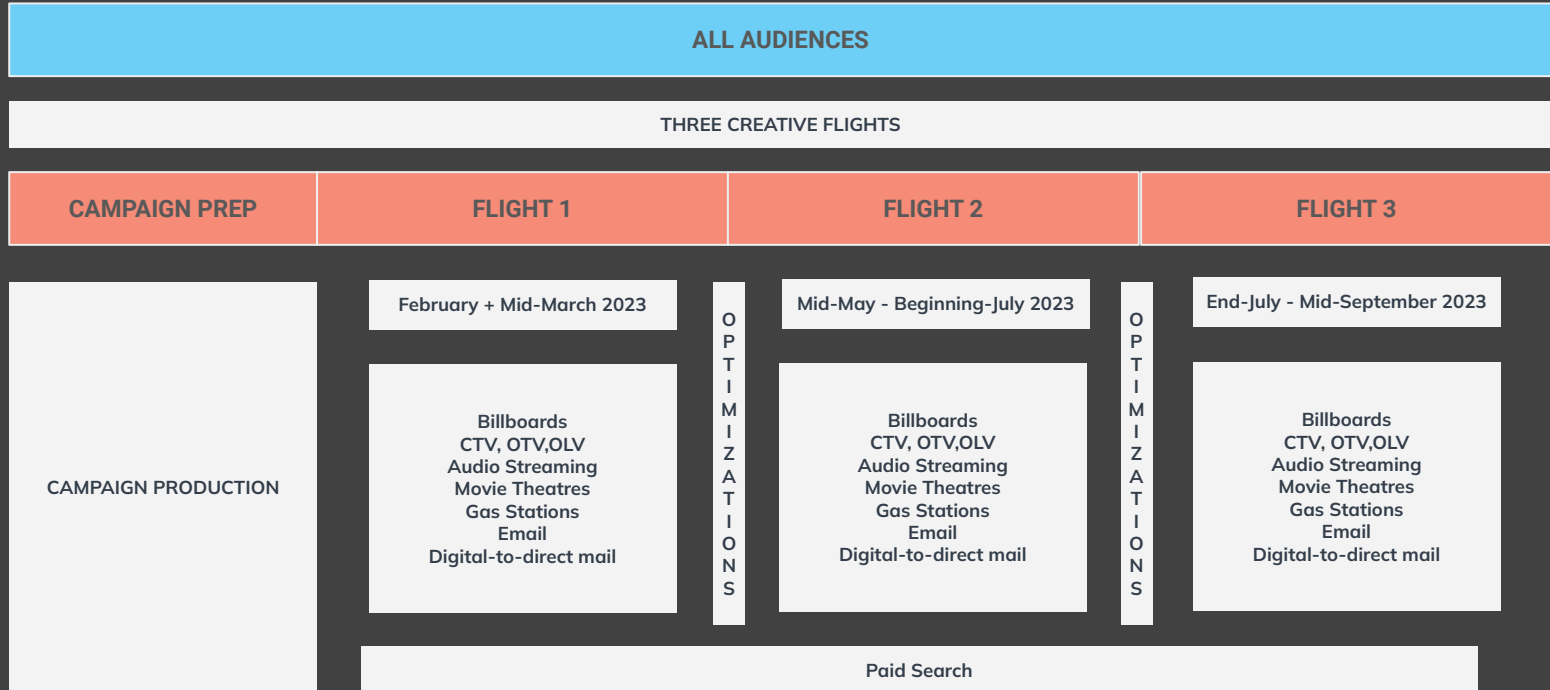 ALL AUDIENCES
THREE CREATIVE FLIGHTS
CAMPAIGN PREP
FLIGHT 1
FLIGHT 2
FLIGHT 3
CAMPAIGN PRODUCTION
February + Mid-March 2023
Billboards
CTV, OTV,OLV
Audio Streaming
Movie Theatres
Gas Stations
Email
Digital-to-direct mail
OPTIMIZATIONS
Mid-May - Beginning-July 2023
Billboards
CTV, OTV,OLV
Audio Streaming
Movie Theatres
Gas Stations
Email
Digital-to-direct mail
OPTIMIZATIONS
End-July - Mid-September 2023
Billboards
CTV, OTV,OLV
Audio Streaming
Movie Theatres
Gas Stations
Email
Digital-to-direct mail
Paid Search